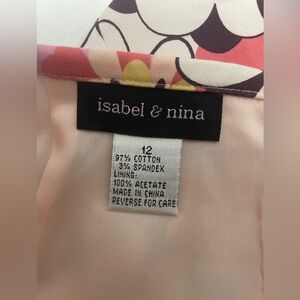 isabel & nina
12
97% COTTON
3% SPANDEX
LINING:
100% ACETATE
MADE IN CHINA
REVERSE FOR CARE